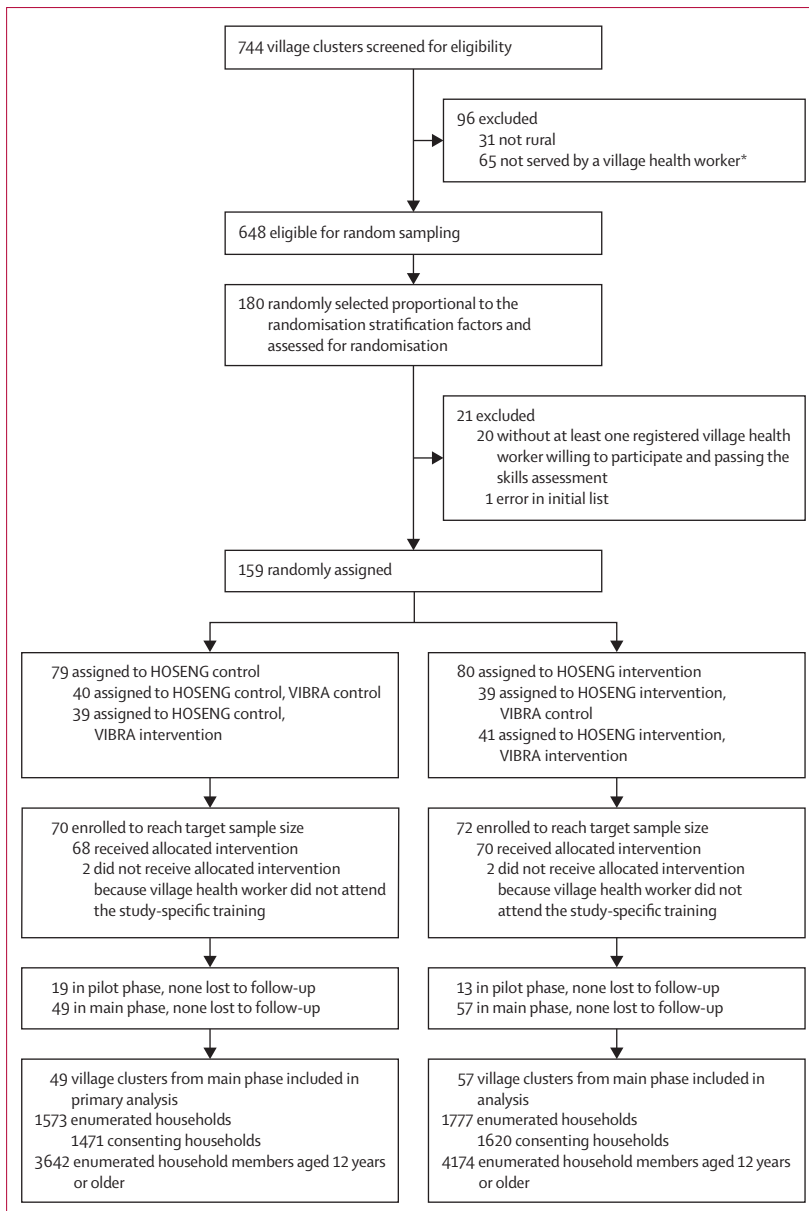 744 village clusters screened for eligibility
96 excluded
31 not rural
65 not served by a village health worker*
648 eligible for random sampling
180 randomly selected proportional to the
randomisation stratification factors and
assessed for randomisation
21 excluded
20 without at least one registered village health
worker willing to participate and passing the
skills assessment
1 error in initial list
159 randomly assigned
79 assigned to HOSENG control
40 assigned to HOSENG control, VIBRA control
39 assigned to HOSENG control,
VIBRA intervention
80 assigned to HOSENG intervention
39 assigned to HOSENG intervention,
VIBRA control
41 assigned to HOSENG intervention,
VIBRA intervention
70 enrolled to reach target sample size
68 received allocated intervention
2 did not receive allocated intervention
because village health worker did not attend
the study-specific training
72 enrolled to reach target sample size
70 received allocated intervention
2 did not receive allocated intervention
because village health worker did not
attend the study-specific training
19 in pilot phase, none lost to follow-up
49 in main phase, none lost to follow-up
13 in pilot phase, none lost to follow-up
57 in main phase, none lost to follow-up
49 village clusters from main phase included in
primary analysis
1573 enumerated households
1471 consenting households
3642 enumerated household members aged 12 years
or older
57 village clusters from main phase included in
analysis
1777 enumerated households
1620 consenting households
4174 enumerated household members aged 12 years
or older